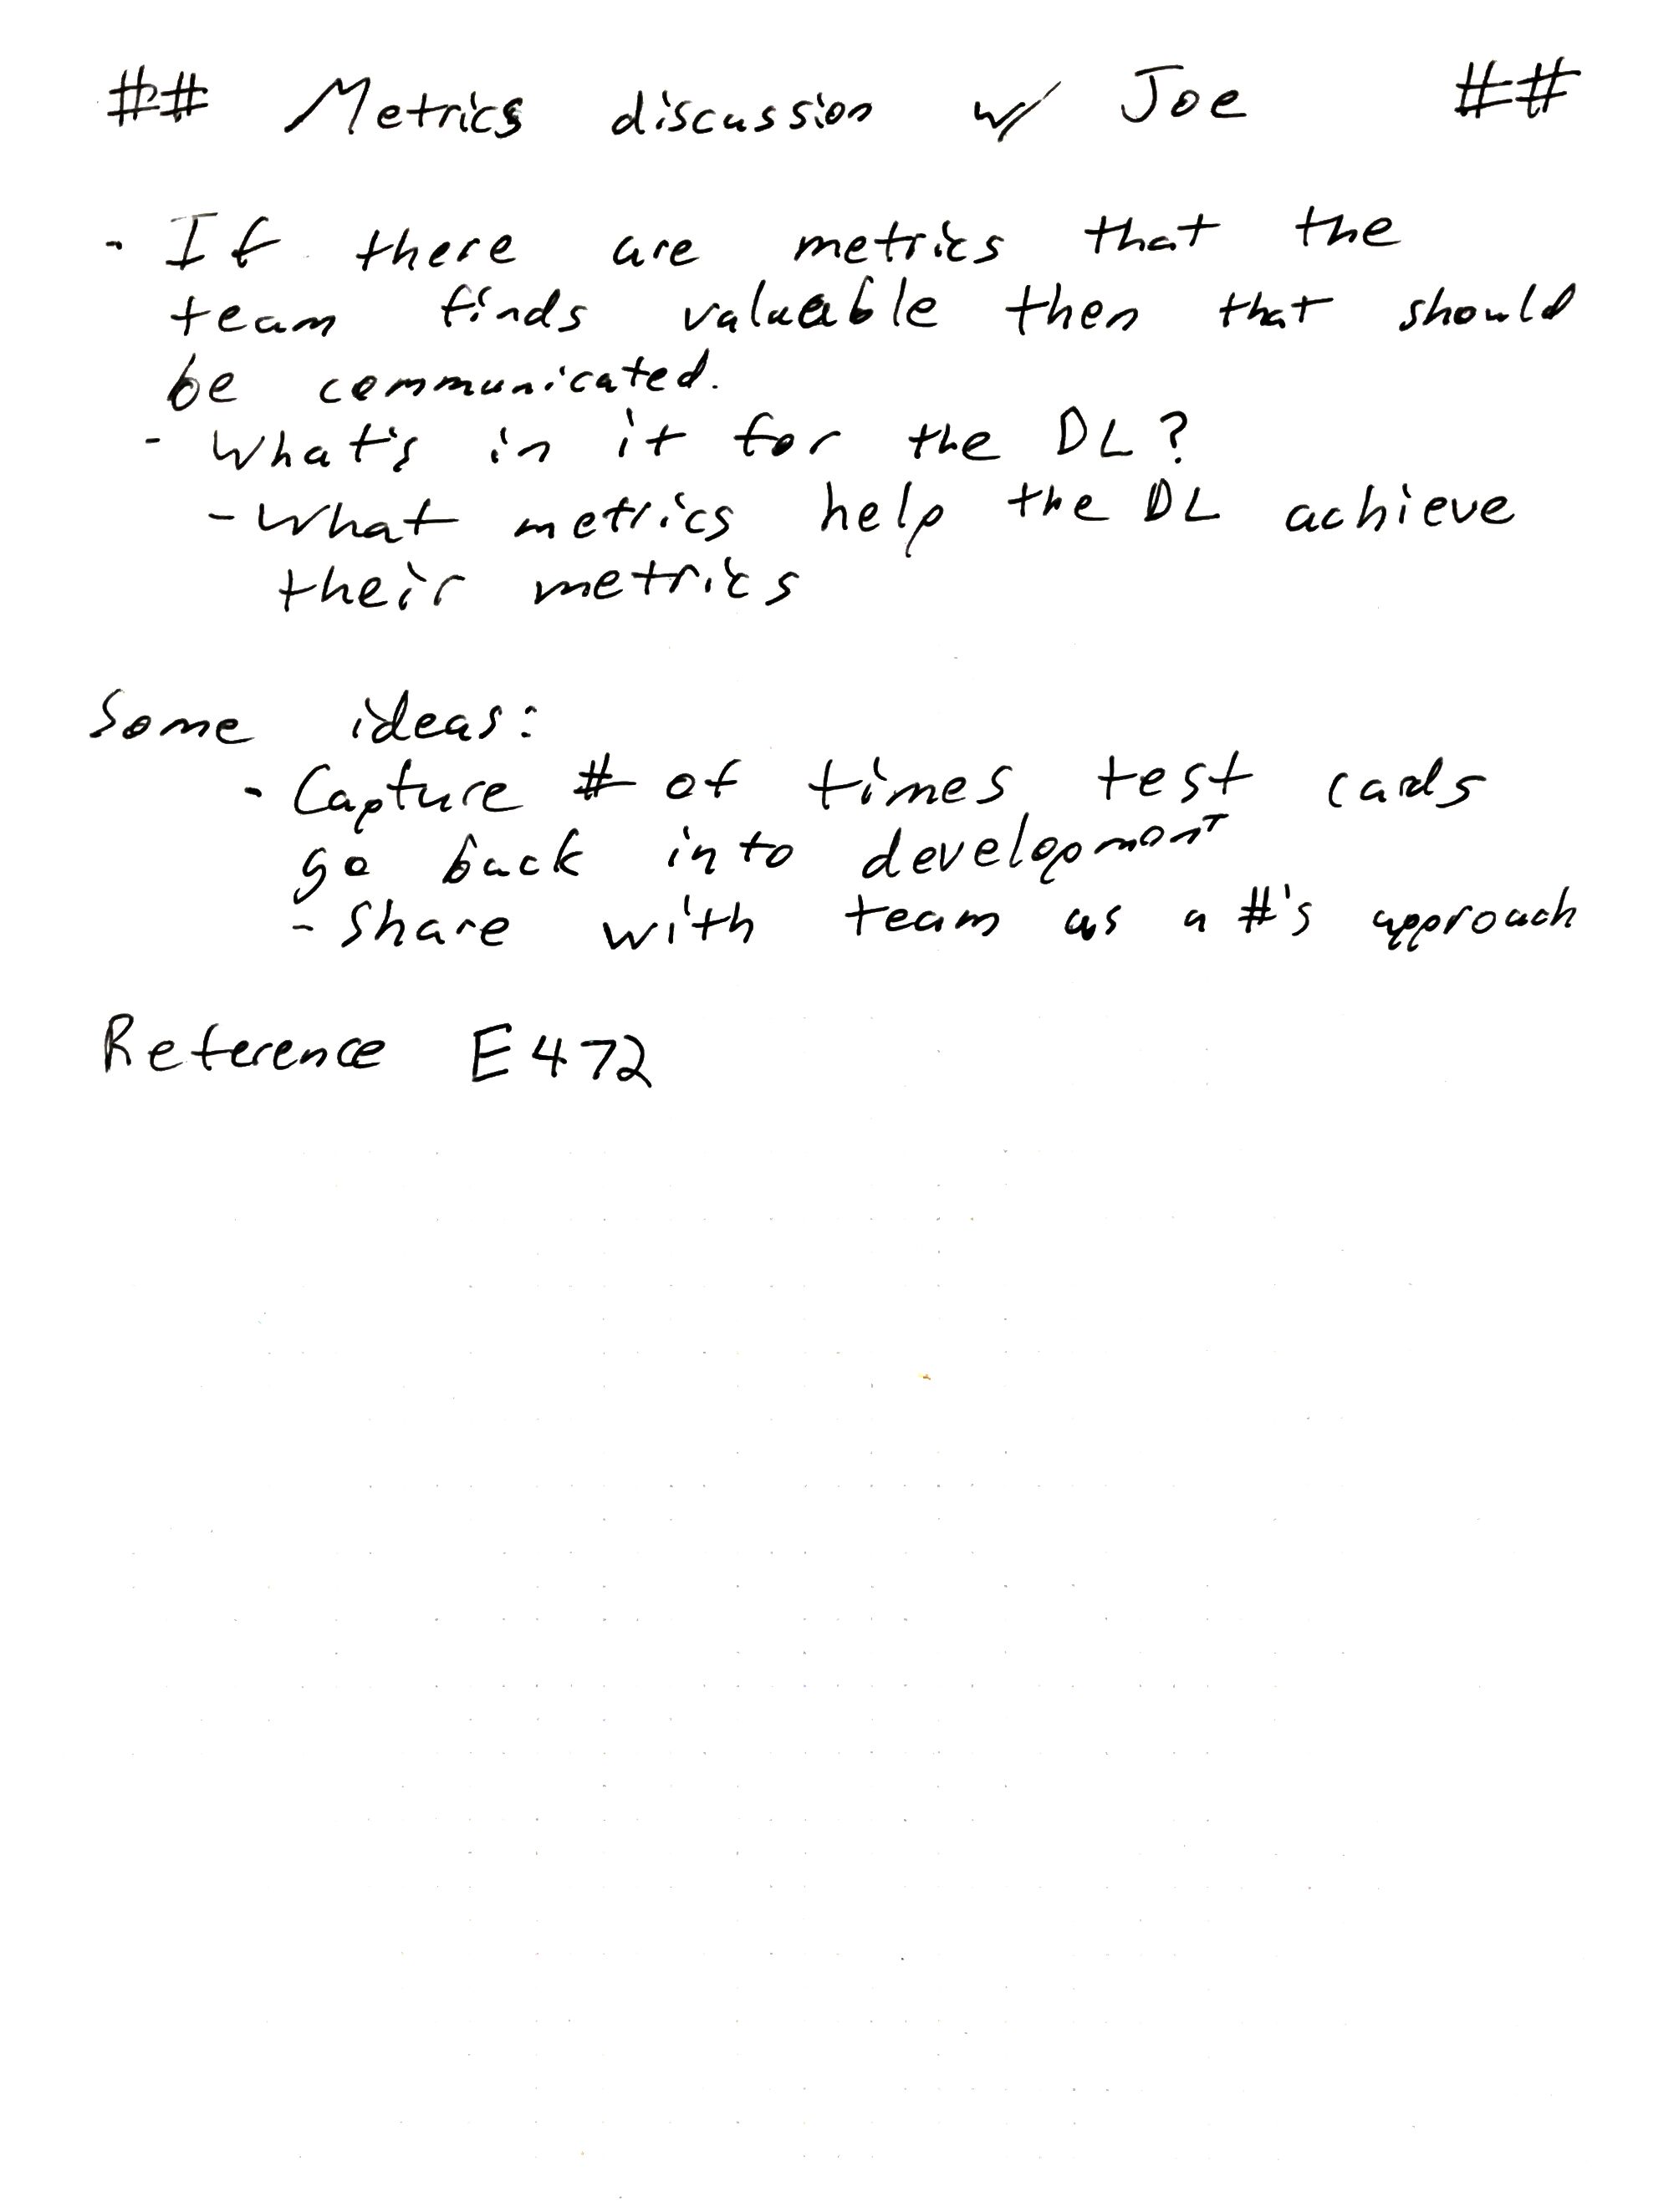 ## Metrics discussion w/ Joe ##
- If there are metrics that the
team finds valuable then that should
be communicated.
- What's in it for the DL?
- What metrics help the DL achieve
their metrics
Some ideas:
- Capture # of times test cards
go back into development
- Share with team as a #'s approach
Reference E472